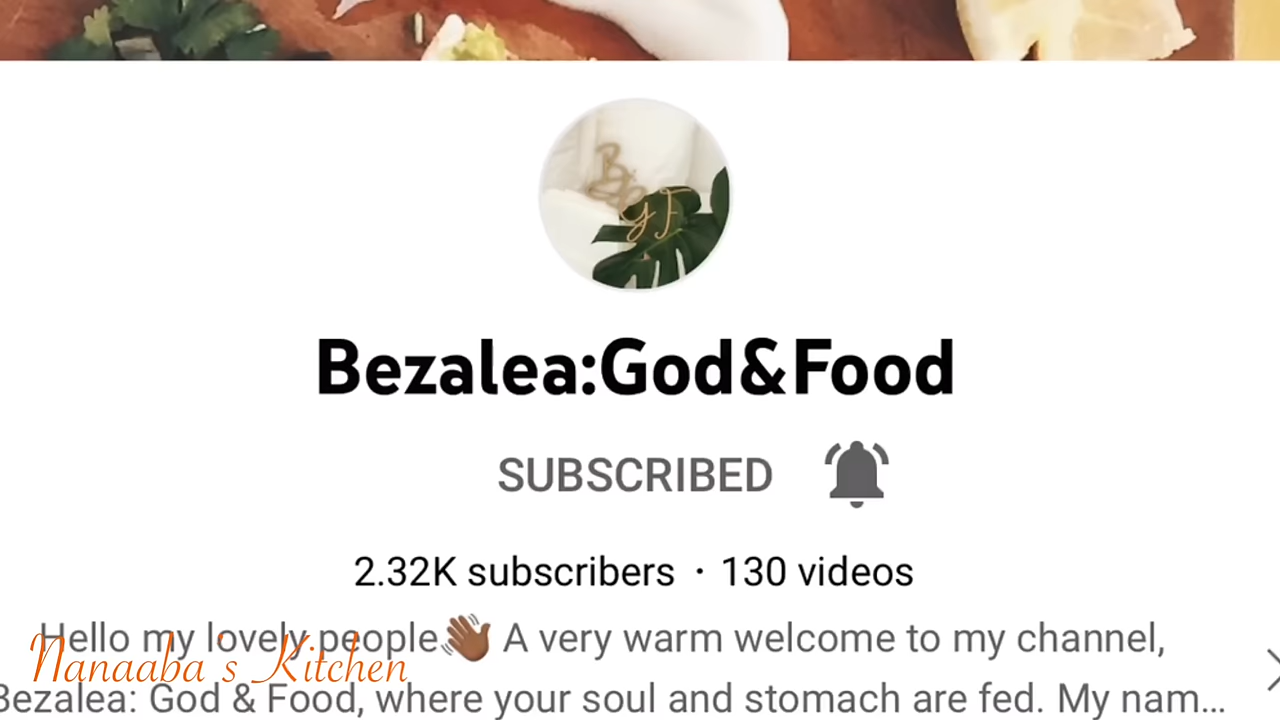 BGF
Bezalea:God&Food
SUBSCRIBED
2.32K subscribers · 130 videos
Hello my lovely people👋🏾 A very warm welcome to my channel,
Bezalea: God & Food, where your soul and stomach are fed. My nam...
Nanaaba's Kitchen